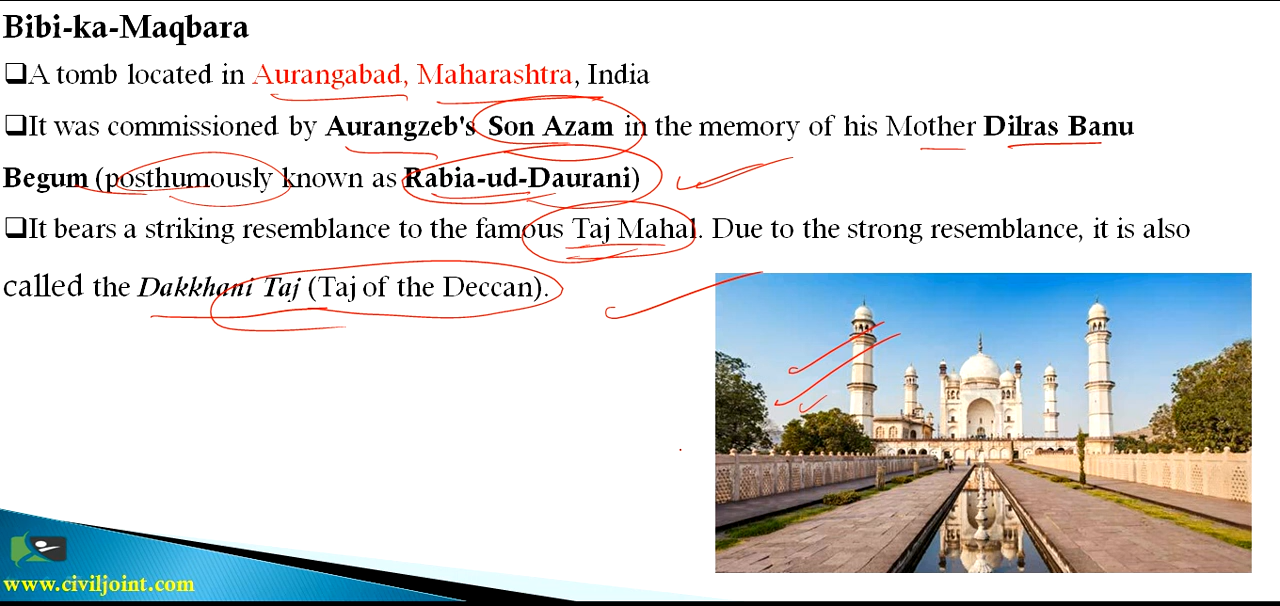 Bibi-ka-Maqbara
❑A tomb located in Aurangabad, Maharashtra, India
❑It was commissioned by Aurangzeb's Son Azam in the memory of his Mother Dilras Banu
Begum (posthumously known as Rabia-ud-Daurani)
❑It bears a striking resemblance to the famous Taj Mahal. Due to the strong resemblance, it is also
called the Dakkhani Taj (Taj of the Deccan).
www.civiljoint.com